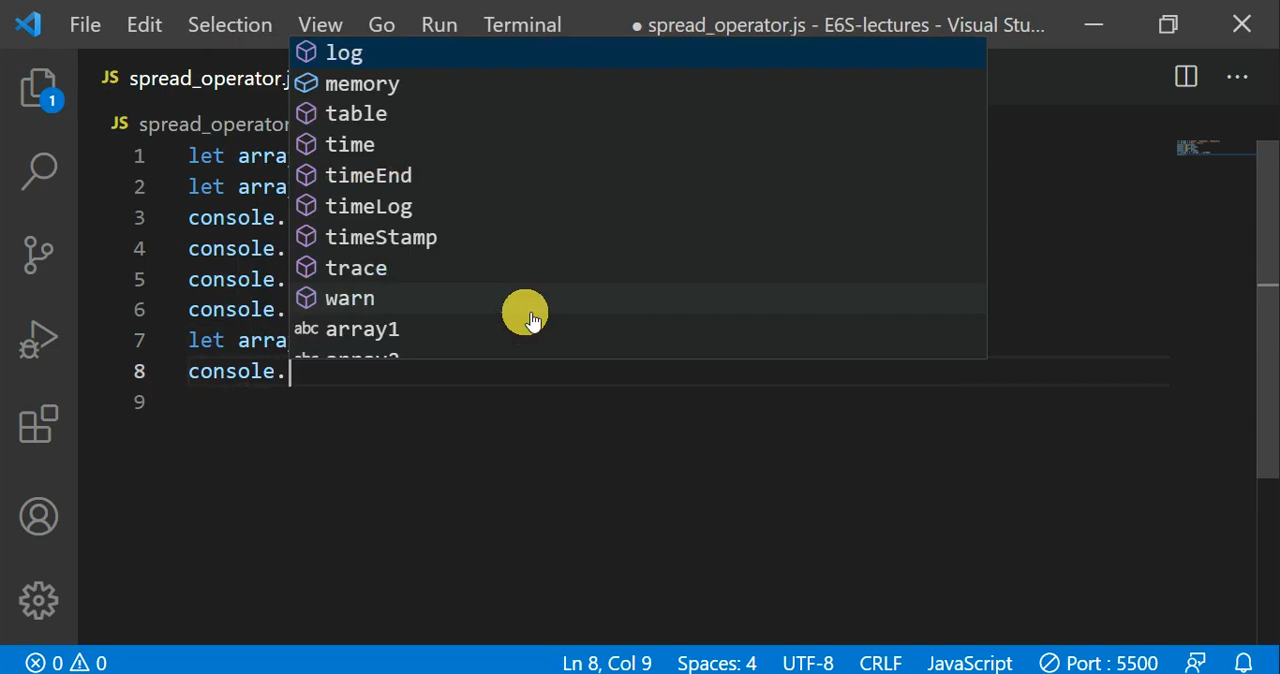 File Edit Selection View Go Run Terminal ● spread_operator.js - E6S-lectures - Visual Stu...
JS spread_operator.j
JS spread_operator
1 let arra
2 let arra
3 console.
4 console.
5 console.
6 console.
7 let arra
8 console.
9
log
memory
table
time
timeEnd
timeLog
timeStamp
trace
warn
abc array1
1
0 0 Ln 8, Col 9 Spaces: 4 UTF-8 CRLF JavaScript Port : 5500